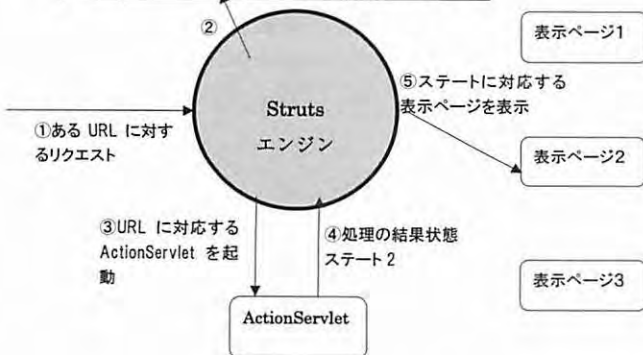 ②
表示ページ1
⑤ステートに対応する
表示ページを表示
Struts
エンジン
①ある URL に対す
るリクエスト
表示ページ2
③URL に対応する
ActionServlet を起
動
④処理の結果状態
ステート2
表示ページ3
ActionServlet